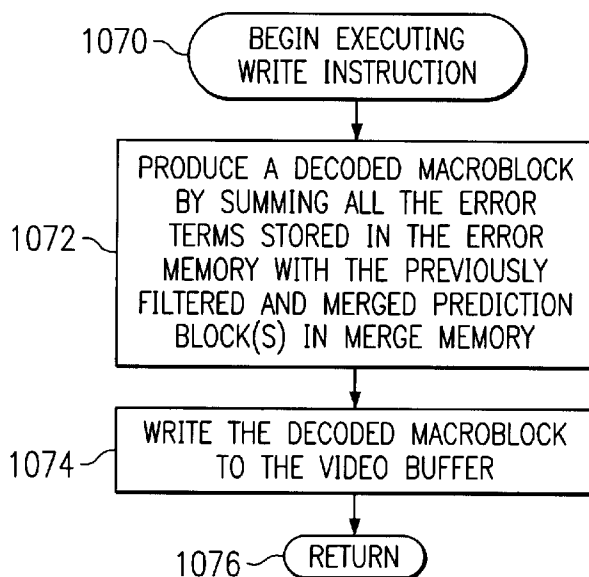 1070
BEGIN EXECUTING
WRITE INSTRUCTION
1072
PRODUCE A DECODED MACROBLOCK
BY SUMMING ALL THE ERROR
TERMS STORED IN THE ERROR
MEMORY WITH THE PREVIOUSLY
FILTERED AND MERGED PREDICTION
BLOCK(S) IN MERGE MEMORY
1074
WRITE THE DECODED MACROBLOCK
TO THE VIDEO BUFFER
1076
RETURN